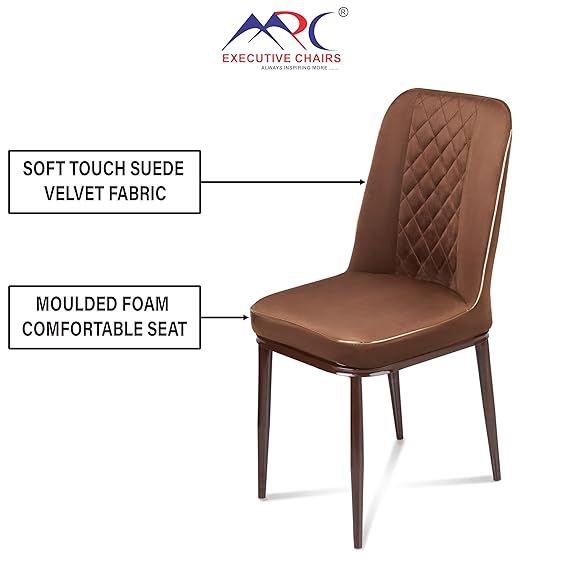 MRC®
EXECUTIVE CHAIRS
ALWAYS INSPIRING MORE......
SOFT TOUCH SUEDE
VELVET FABRIC
MOULDED FOAM
COMFORTABLE SEAT